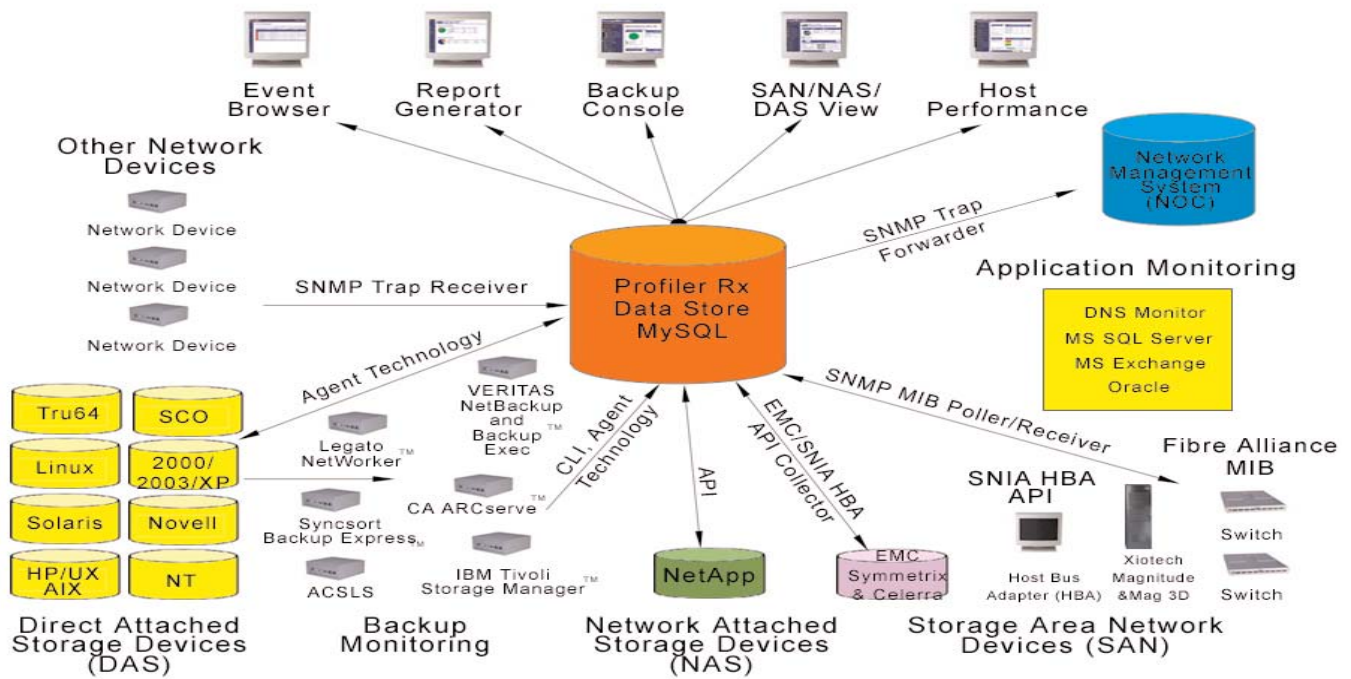 Event
Browser
Report
Generator
Backup
Console
SAN/NAS/
DAS View
Host
Performance
Other Network
Devices
Network Device
Network Device
Network Device
SNMP Trap Receiver
Agent Technology
Profiler Rx
Data Store
MySQL
SNMP Trap
Forwarder
Network
Management
System
(NOC)
Application Monitoring
DNS Monitor
MS SQL Server
MS Exchange
Oracle
Tru64
SCO
Linux
2000/
2003/XP
Solaris
Novell
HP/UX
AIX
NT
Direct Attached
Storage Devices
(DAS)
VERITAS
NetBackup
and
Backup
Exec TM
Legato
NetWorker TM
CA ARCserve TM
Syncsort
Backup Express TM
ACSLS
IBM Tivoli
Storage Manager TM
Backup
Monitoring
CLI, Agent
Technology
API
NetApp
Network Attached
Storage Devices
(NAS)
EMC/SNIA HBA
API Collector
EMC
Symmetrix
& Celerra
SNMP MIB Poller/Receiver
SNIA HBA
API
Host Bus
Adapter (HBA)
Xiotech
Magnitude
&Mag 3D
Fibre Alliance
MIB
Switch
Switch
Storage Area Network
Devices (SAN)